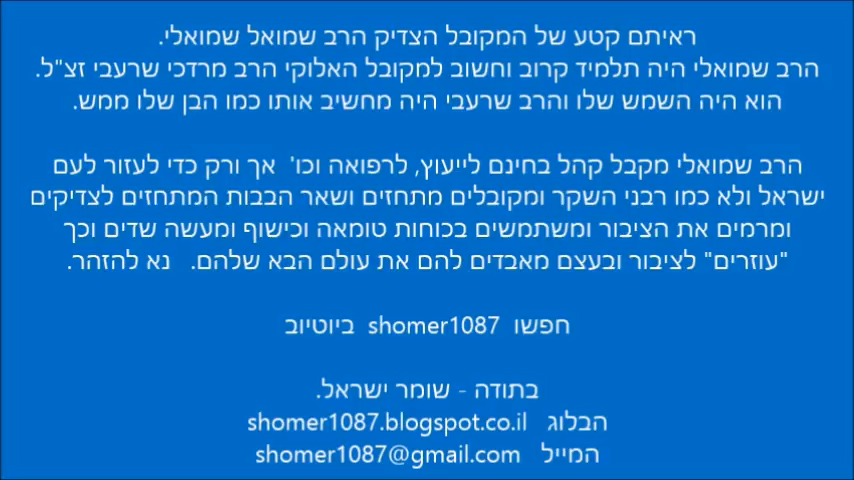 ראיתם קטע של המקובל הצדיק הרב שמואל שמואלי.
הרב שמואלי היה תלמיד קרוב וחשוב למקובל האלוקי הרב מרדכי שרעבי זצ"ל.
הוא היה השמש שלו והרב שרעבי היה מחשיב אותו כמו הבן שלו ממש.
הרב שמואלי מקבל קהל בחינם לייעוץ, לרפואה וכו' אך ורק כדי לעזור לעם
ישראל ולא כמו רבני השקר ומקובלים מתחזים ושאר הבבות המתחזים לצדיקים
ומרמים את הציבור ומשתמשים בכוחות טומאה וכישוף ומעשה שדים וכך
"עוזרים" לציבור ובעצם מאבדים להם את עולם הבא שלהם. נא להזהר.
חפשו shomer1087 ביוטיוב
בתודה - שומר ישראל.
הבלוג shomer1087.blogspot.co.il
המייל shomer1087@gmail.com